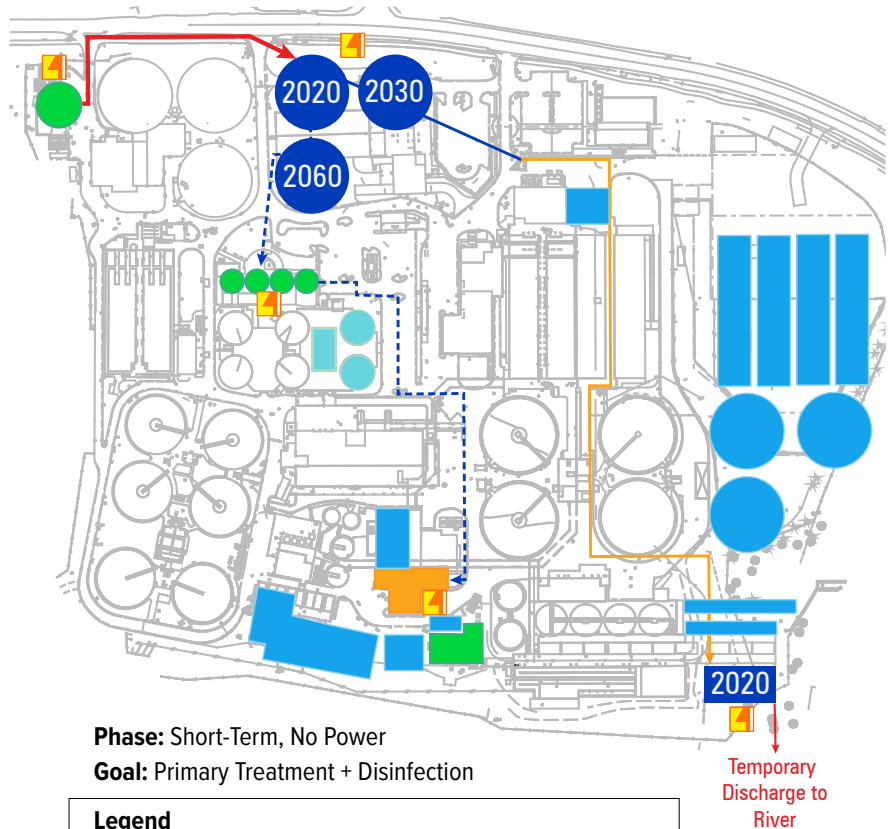 2020
2030
2060
2020
Phase: Short-Term, No Power
Goal: Primary Treatment + Disinfection
Temporary
Discharge to
River
Legend